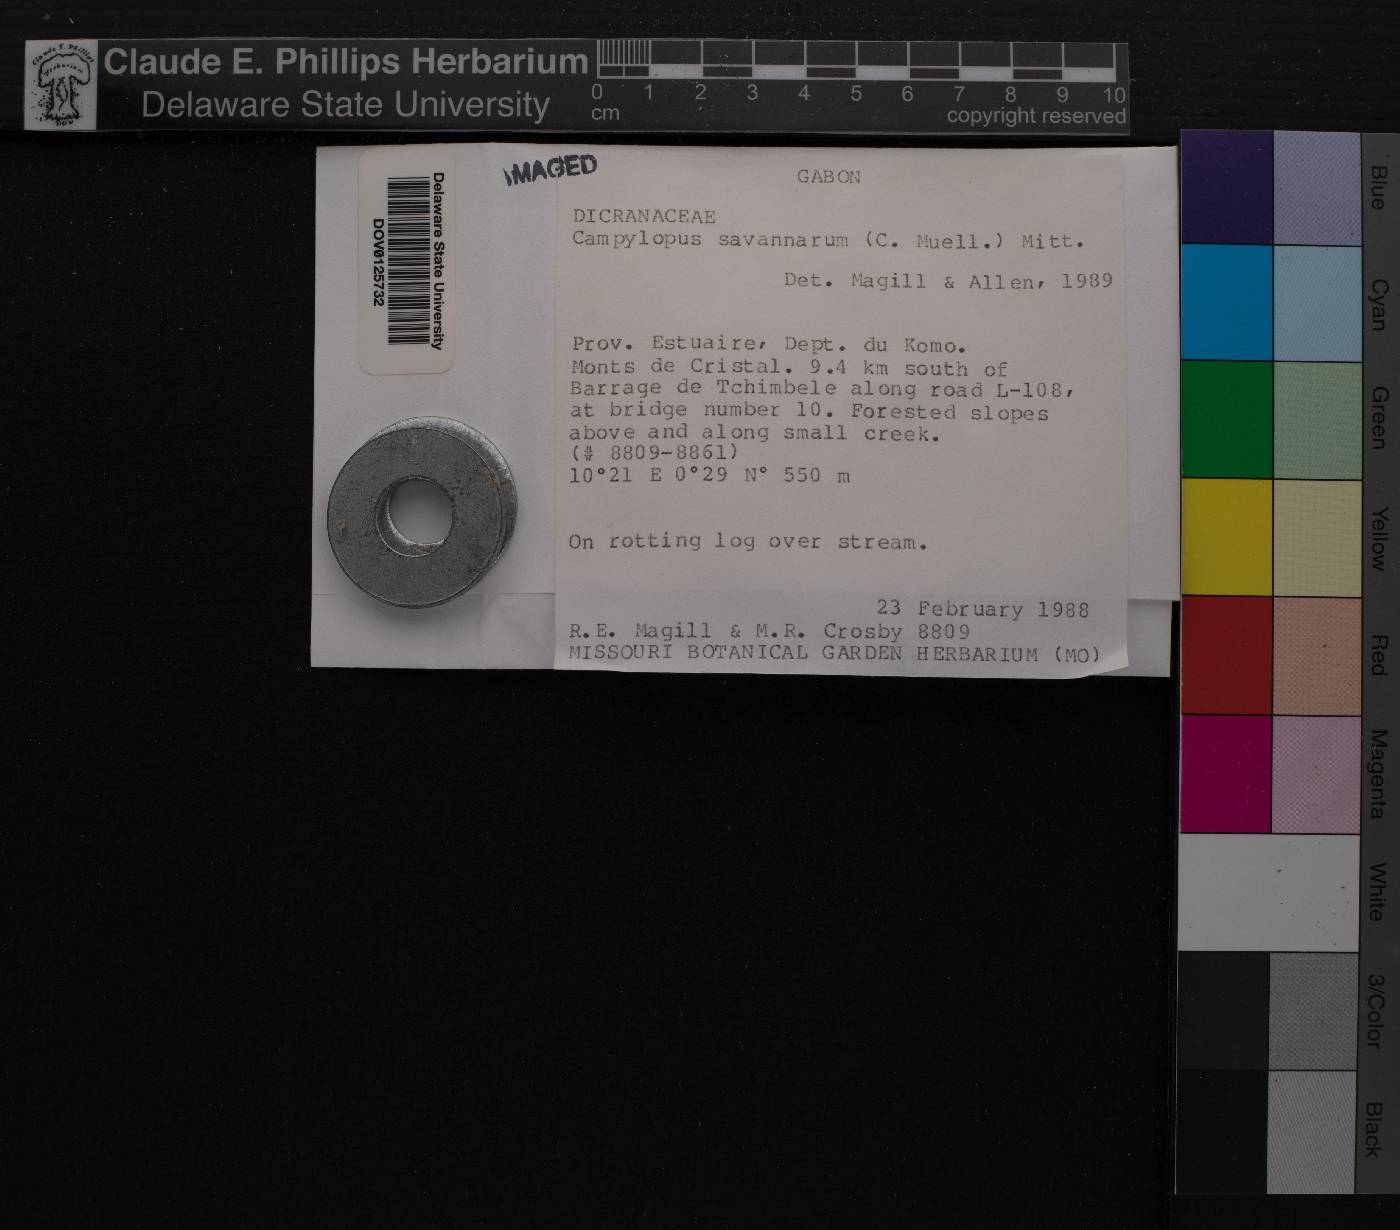 Claude E. Phillips Herbarium
Delaware State University
0 1 2 3 4 5 6 7 8 9 10
cm
copyright reserved
IMAGED
Delaware State University
DOV0125732
GABON
DICRANACEAE
Campylopus savannarum (C. Muell.) Mitt.
Det. Magill & Allen, 1989
Prov. Estuaire, Dept. du Komo.
Monts de Cristal. 9.4 km south of
Barrage de Tchimbele along road L-108,
at bridge number 10. Forested slopes
above and along small creek.
(# 8809-8861)
10°21 E 0°29 N° 550 m
On rotting log over stream.
23 February 1988
R.E. Magill & M.R. Crosby 8809
MISSOURI BOTANICAL GARDEN HERBARIUM (MO)
Blue
Cyan
Green
Yellow
Red
Magenta
White
3/Color
Black